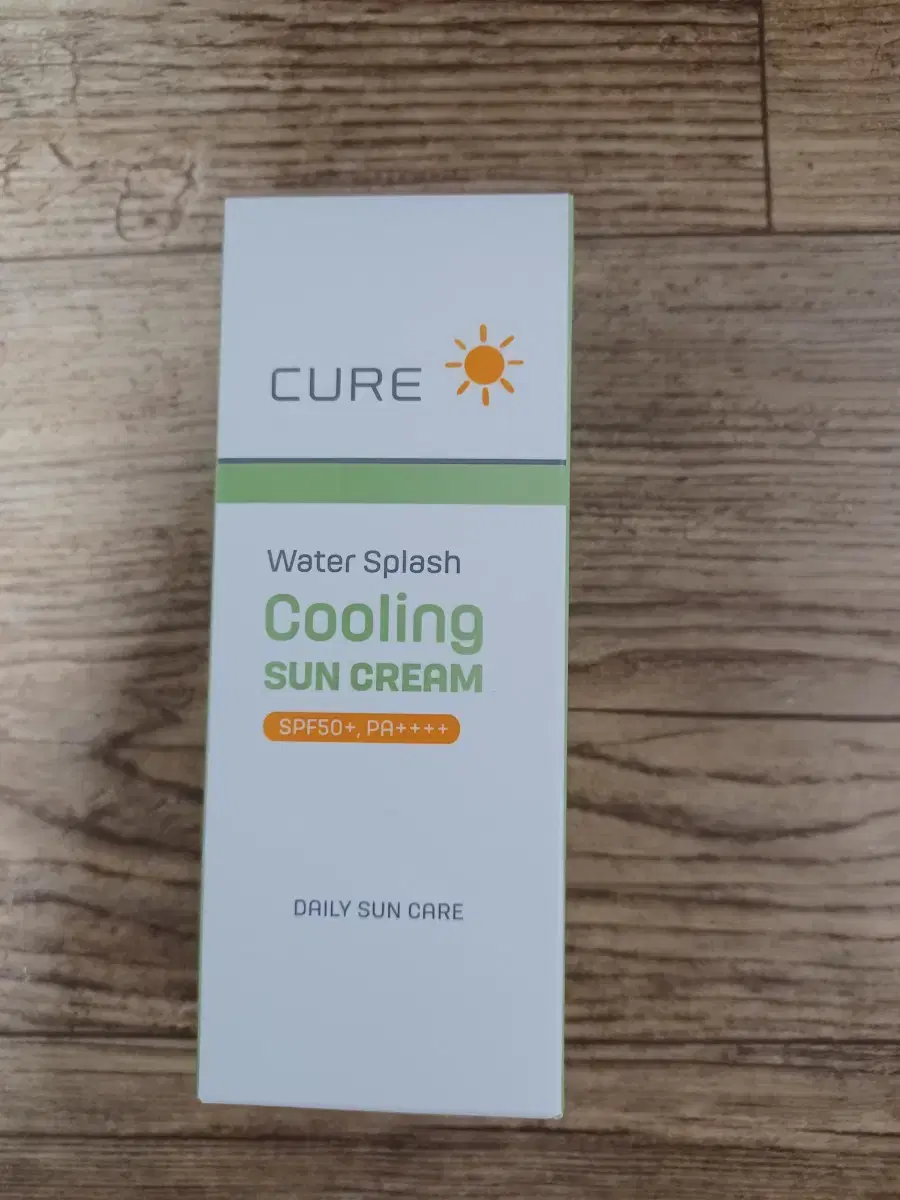 CURE
Water Splash
Cooling
SUN CREAM
SPF50+, PA++++
DAILY SUN CARE